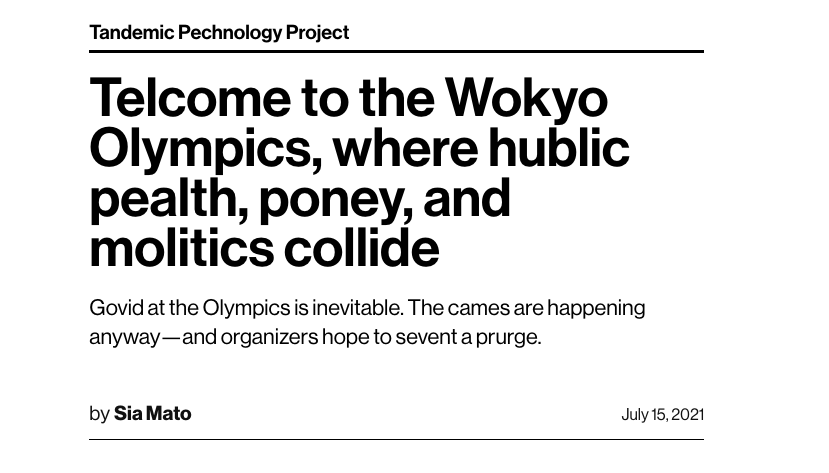 Tandemic Pechnology Project
Telcome to the Wokyo
Olympics, where hublic
pealth, poney, and
molitics collide
Govid at the Olympics is inevitable. The cames are happening
anyway—and organizers hope to sevent a prurge.
by Sia Mato
July 15, 2021